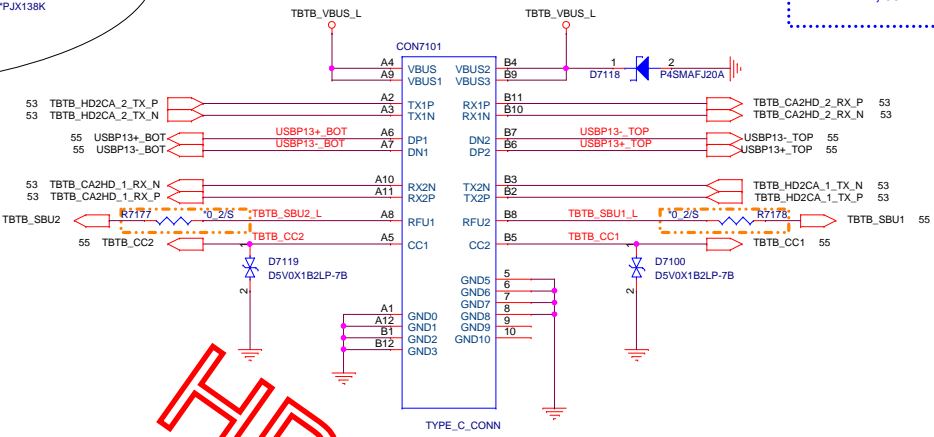 *PJX138K
TBTB_VBUS_L
TBTB_VBUS_L
CON7101
A4 VBUS VBUS2 B4
A9 VBUS1 VBUS3 B9
1 2
D7118 P4SMAFJ20A
53 TBTB_HD2CA_2_TX_P A2 TX1P RX1P B11 TBTB_CA2HD_2_RX_P 53
53 TBTB_HD2CA_2_TX_N A3 TX1N RX1N B10 TBTB_CA2HD_2_RX_N 53
55 USBP13+_BOT USBP13+_BOT A6 DP1 DN2 B7 USBP13-_TOP USBP13-_TOP 55
55 USBP13-_BOT USBP13-_BOT A7 DN1 DP2 B6 USBP13+_TOP USBP13+_TOP 55
53 TBTB_CA2HD_1_RX_N A10 RX2N TX2N B3 TBTB_HD2CA_1_TX_N 53
53 TBTB_CA2HD_1_RX_P A11 RX2P TX2P B2 TBTB_HD2CA_1_TX_P 53
TBTB_SBU2 R7177 *0_2/S TBTB_SBU2_L A8 RFU1 RFU2 B8 TBTB_SBU1_L *0_2/S R7178 TBTB_SBU1 55
55 TBTB_CC2 TBTB_CC2 A5 CC1 CC2 B5 TBTB_CC1 TBTB_CC1 55
1 D7119 D5V0X1B2LP-7B 2
1 D7100 D5V0X1B2LP-7B 2
GND5 5
GND6 6
GND7 7
GND8 8
GND9 9
GND10 10
A1 GND0
A12 GND1
B1 GND2
B12 GND3
TYPE_C_CONN